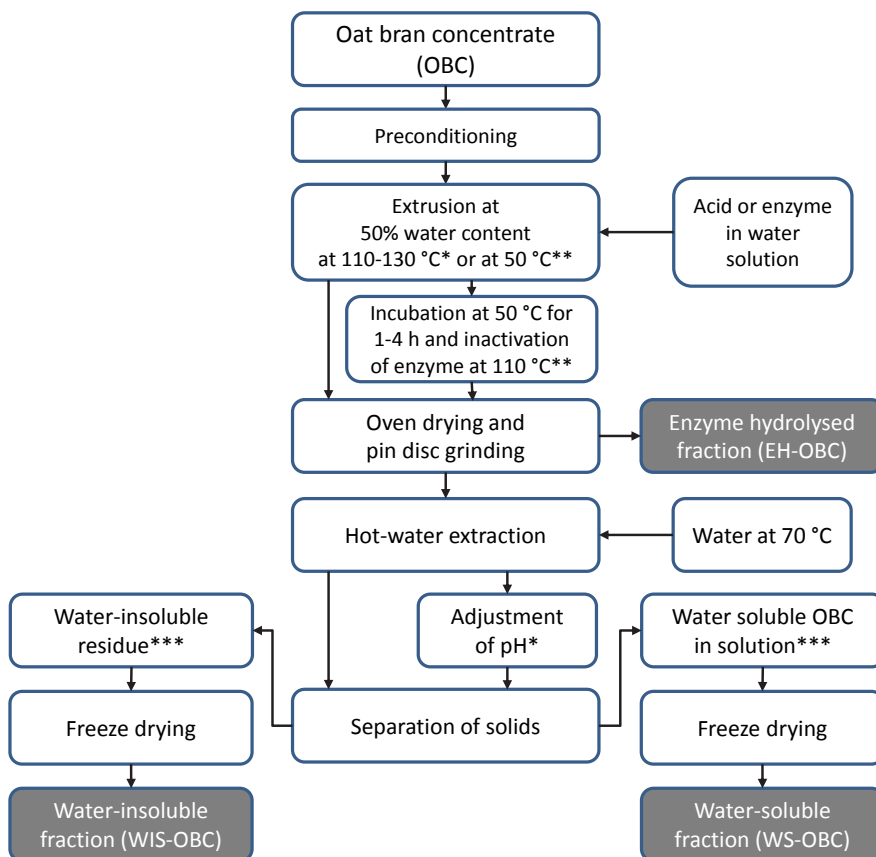 Oat bran concentrate
(OBC)
Preconditioning
Extrusion at
50% water content
at 110-130 °C* or at 50 °C**
Acid or enzyme
in water
solution
Incubation at 50 °C for
1-4 h and inactivation
of enzyme at 110 °C**
Oven drying and
pin disc grinding
Enzyme hydrolysed
fraction (EH-OBC)
Hot-water extraction
Water at 70 °C
Water-insoluble
residue***
Adjustment
of pH*
Water soluble OBC
in solution***
Freeze drying
Separation of solids
Freeze drying
Water-insoluble
fraction (WIS-OBC)
Water-soluble
fraction (WS-OBC)